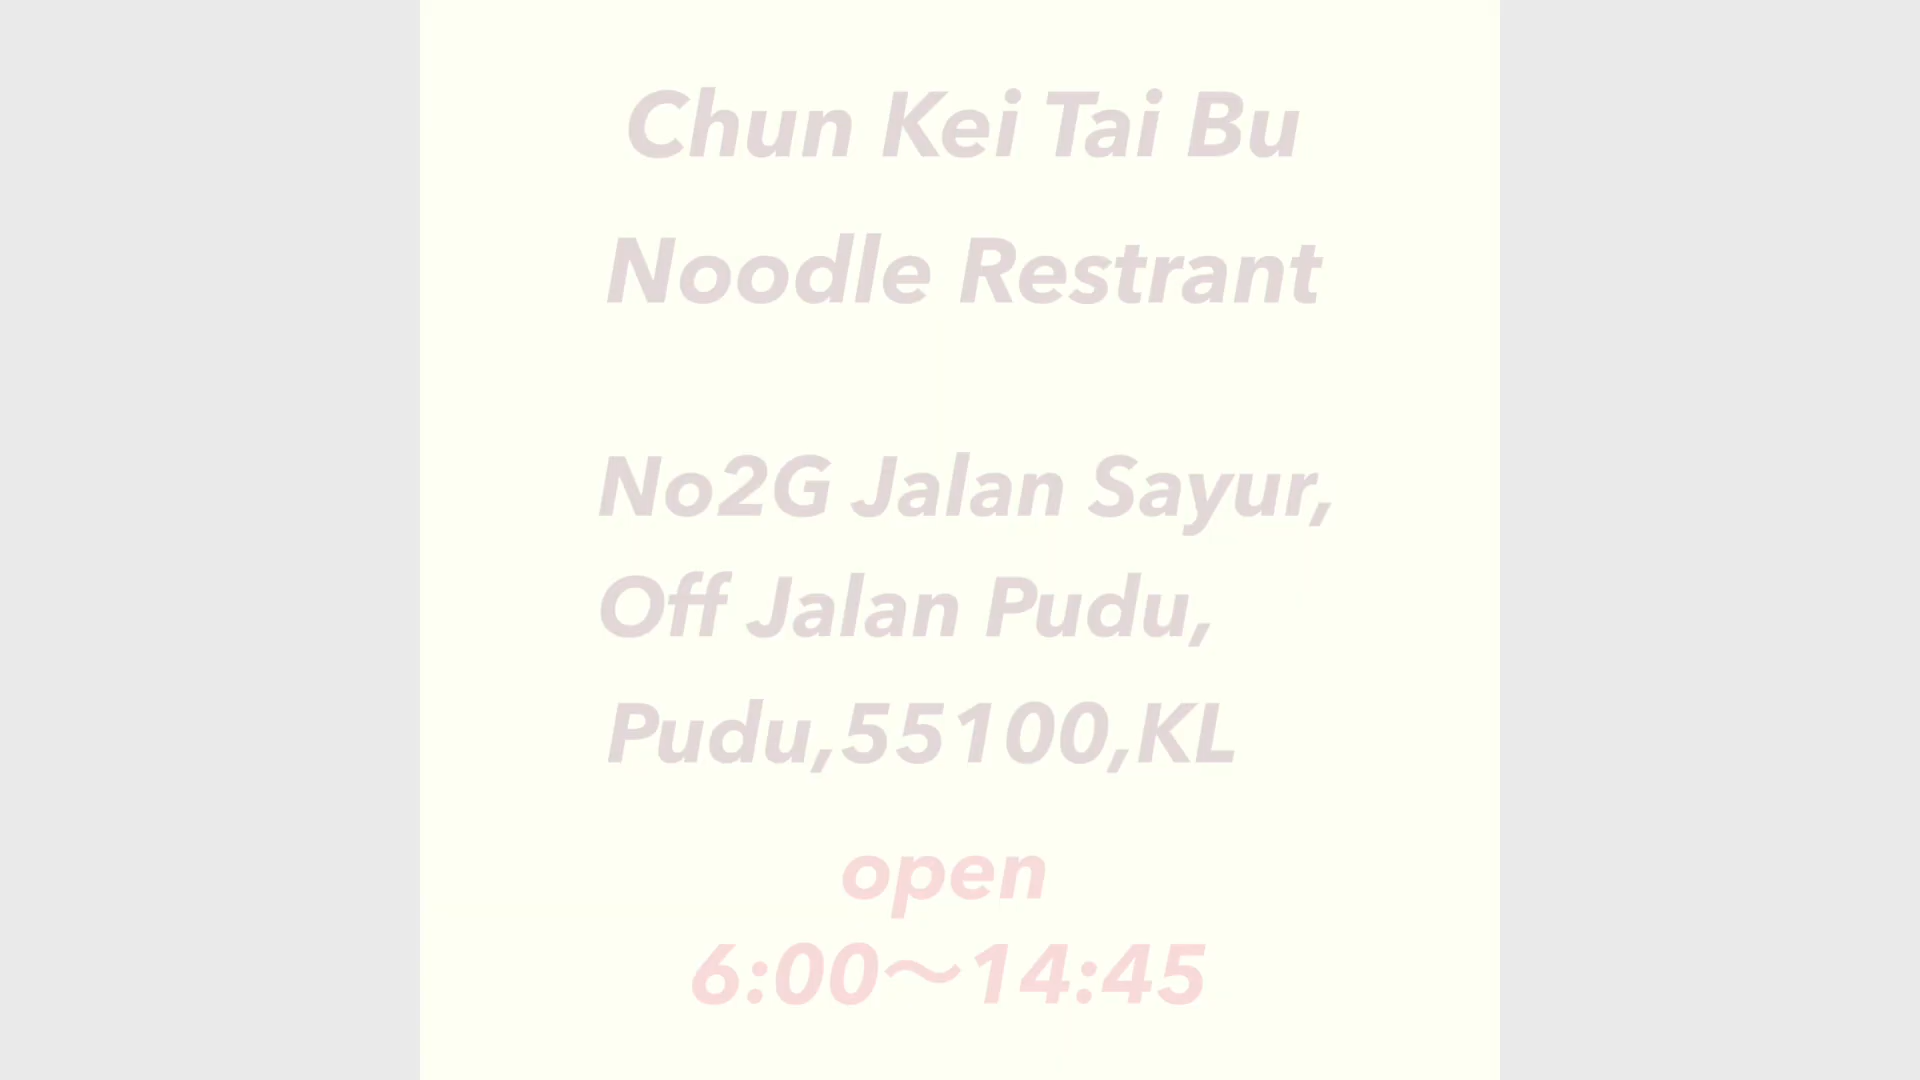 Chun Kei Tai Bu
Noodle Restrant
No2G Jalan Sayur,
Off Jalan Pudu,
Pudu,55100,KL
open
6:00〜14:45